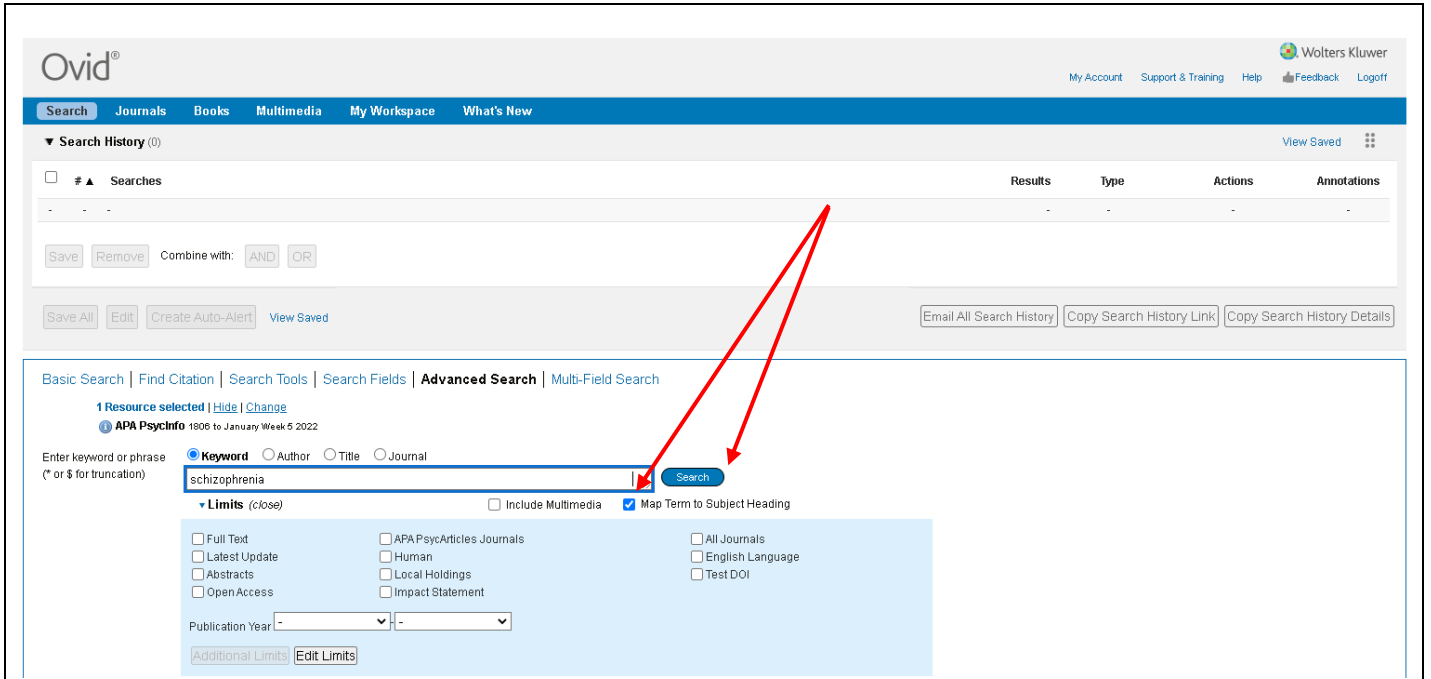 Ovid®
Wolters Kluwer
My Account Support & Training Help Feedback Logoff
Search Journals Books Multimedia My Workspace What's New
▼ Search History (0) View Saved
# ▲ Searches Results Type Actions Annotations
- - - - - - -
Save Remove Combine with: AND OR
Save All Edit Create Auto-Alert View Saved Email All Search History Copy Search History Link Copy Search History Details
Basic Search | Find Citation | Search Tools | Search Fields | Advanced Search | Multi-Field Search
1 Resource selected | Hide | Change
APA PsycInfo 1806 to January Week 5 2022
Enter keyword or phrase Keyword Author Title Journal
(* or $ for truncation) schizophrenia Search
▾ Limits (close) Include Multimedia Map Term to Subject Heading
Full Text APA PsycArticles Journals All Journals
Latest Update Human English Language
Abstracts Local Holdings Test DOI
Open Access Impact Statement
Publication Year - - -
Additional Limits Edit Limits